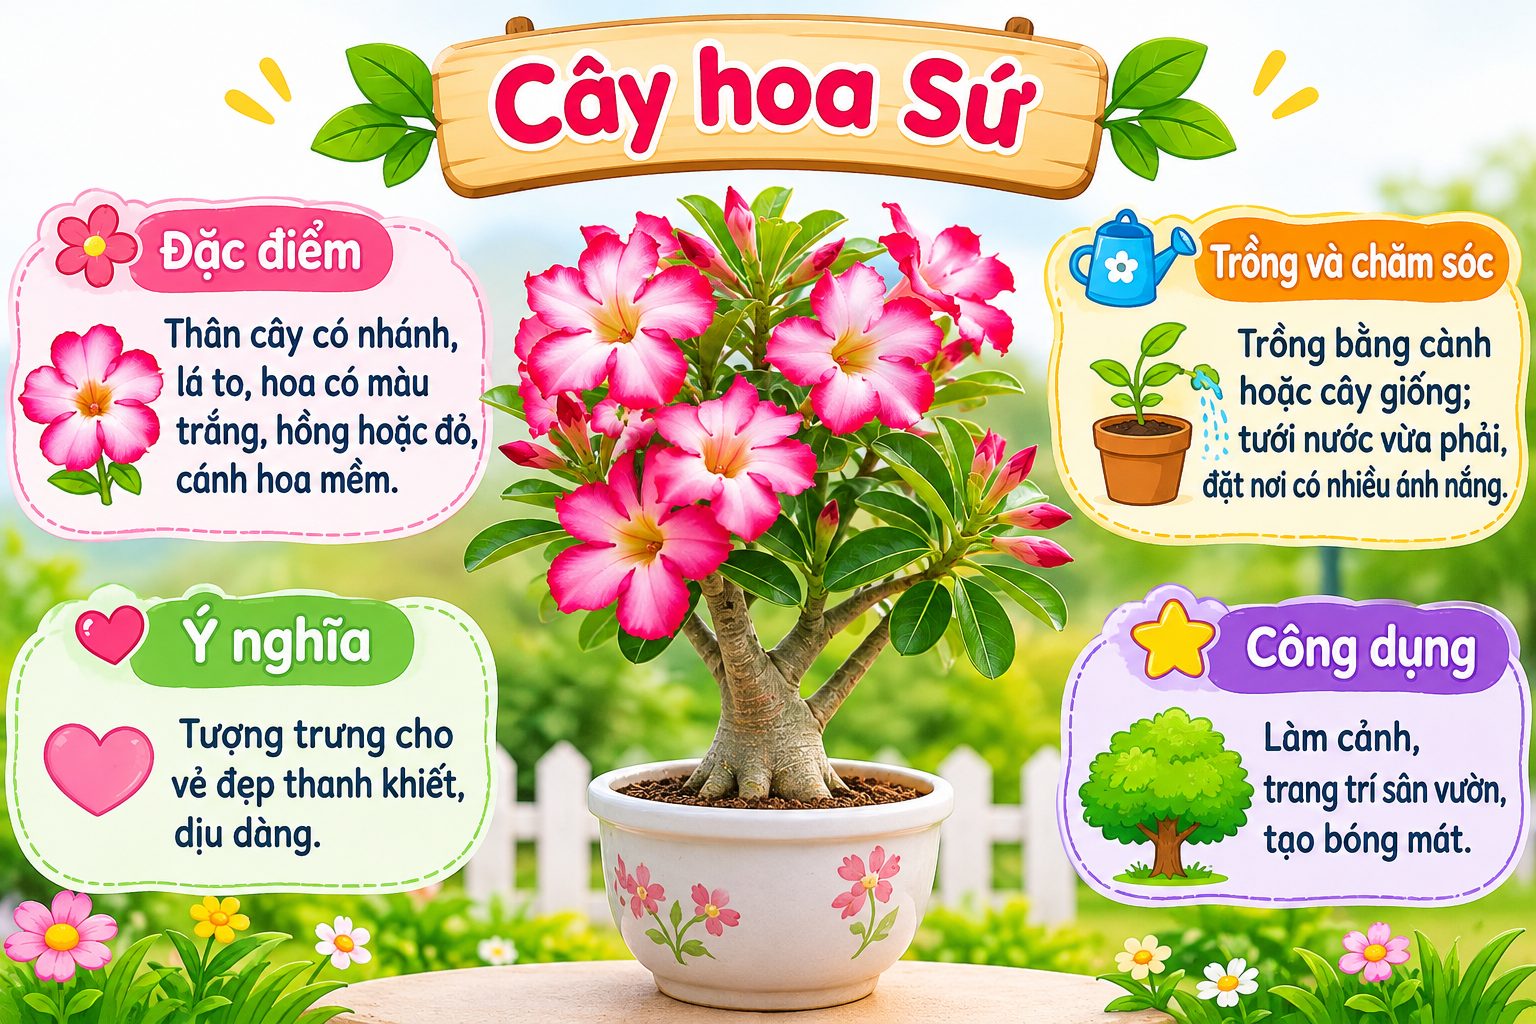 Cây hoa Sứ
Đặc điểm
Thân cây có nhánh,
lá to, hoa có màu
trắng, hồng hoặc đỏ,
cánh hoa mềm.
Trồng và chăm sóc
Trồng bằng cành
hoặc cây giống;
tưới nước vừa phải,
đặt nơi có nhiều ánh nắng.
Ý nghĩa
Tượng trưng cho
vẻ đẹp thanh khiết,
dịu dàng.
Công dụng
Làm cảnh,
trang trí sân vườn,
tạo bóng mát.